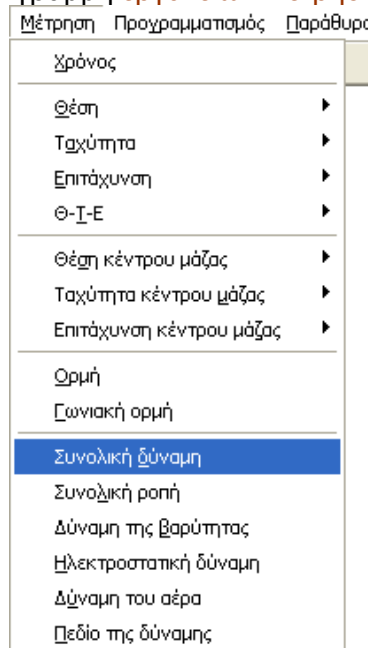 Μέτρηση Προγραμματισμός
Χρόνος
Θέση
Ταχύτητα
Επιτάχυνση
Θ-Τ-Ε
Θέση κέντρου μάζας
Ταχύτητα κέντρου μάζας
Επιτάχυνση κέντρου μάζας
Ορμή
Γωνιακή ορμή
Συνολική δύναμη
Συνολική ροπή
Δύναμη της βαρύτητας
Ηλεκτροστατική δύναμη
Δύναμη του αέρα
Πεδίο της δύναμης